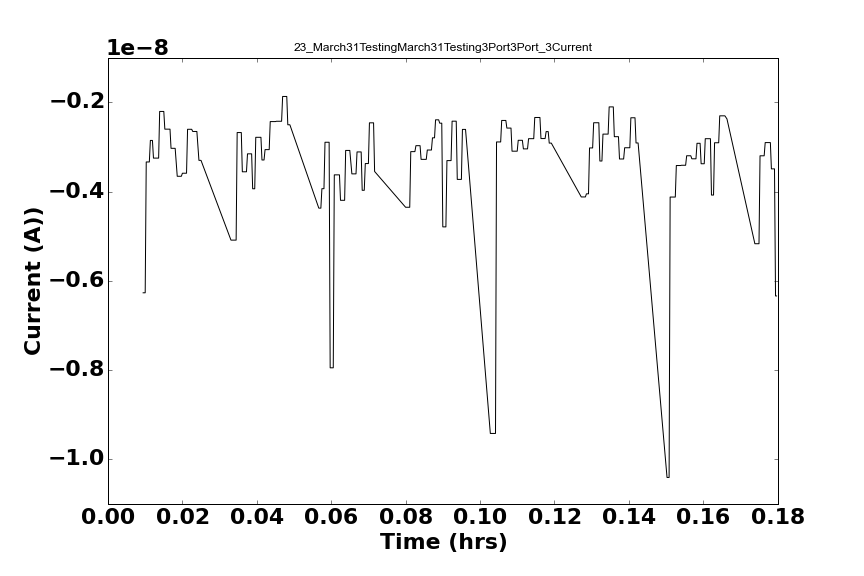 1e−8
23_March31TestingMarch31Testing3Port3Port_3Current
−0.2
−0.4
−0.6
−0.8
−1.0
Current (A))
0.00 0.02 0.04 0.06 0.08 0.10 0.12 0.14 0.16 0.18
Time (hrs)